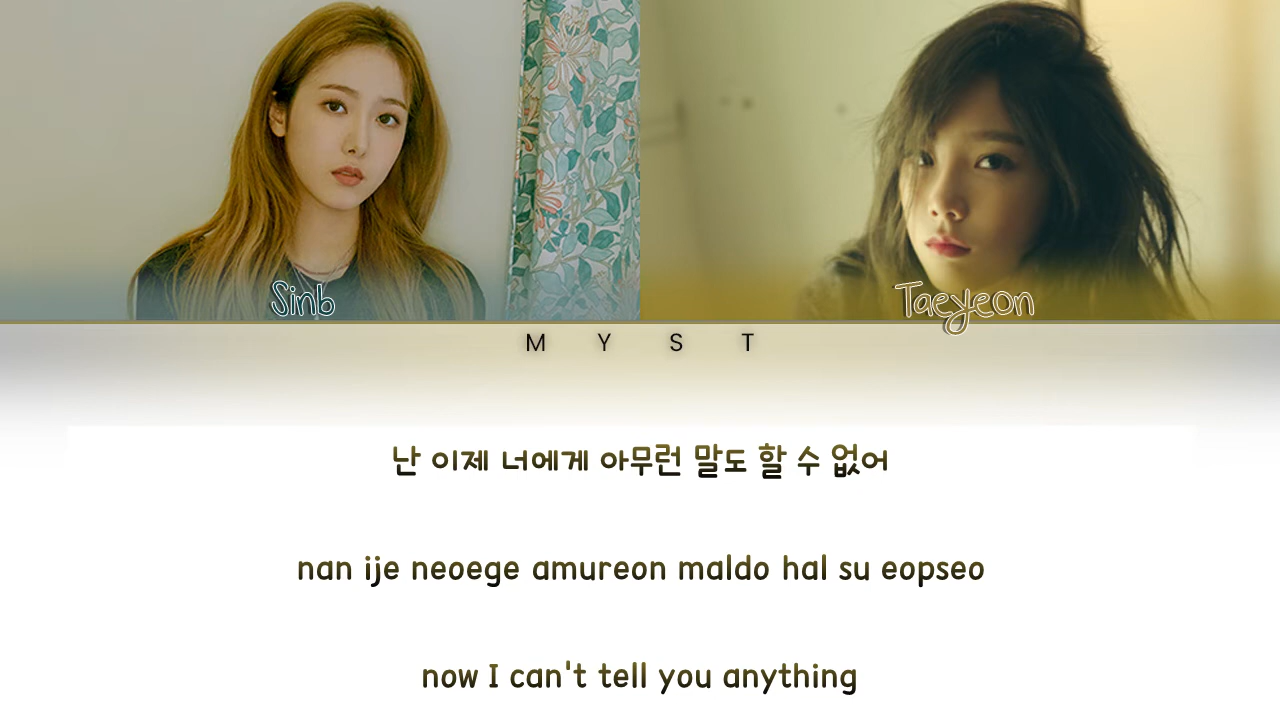 Sinb
Taeyeon
M Y S T
난 이제 너에게 아무런 말도 할 수 없어
nan ije neoege amureon maldo hal su eopseo
now I can't tell you anything